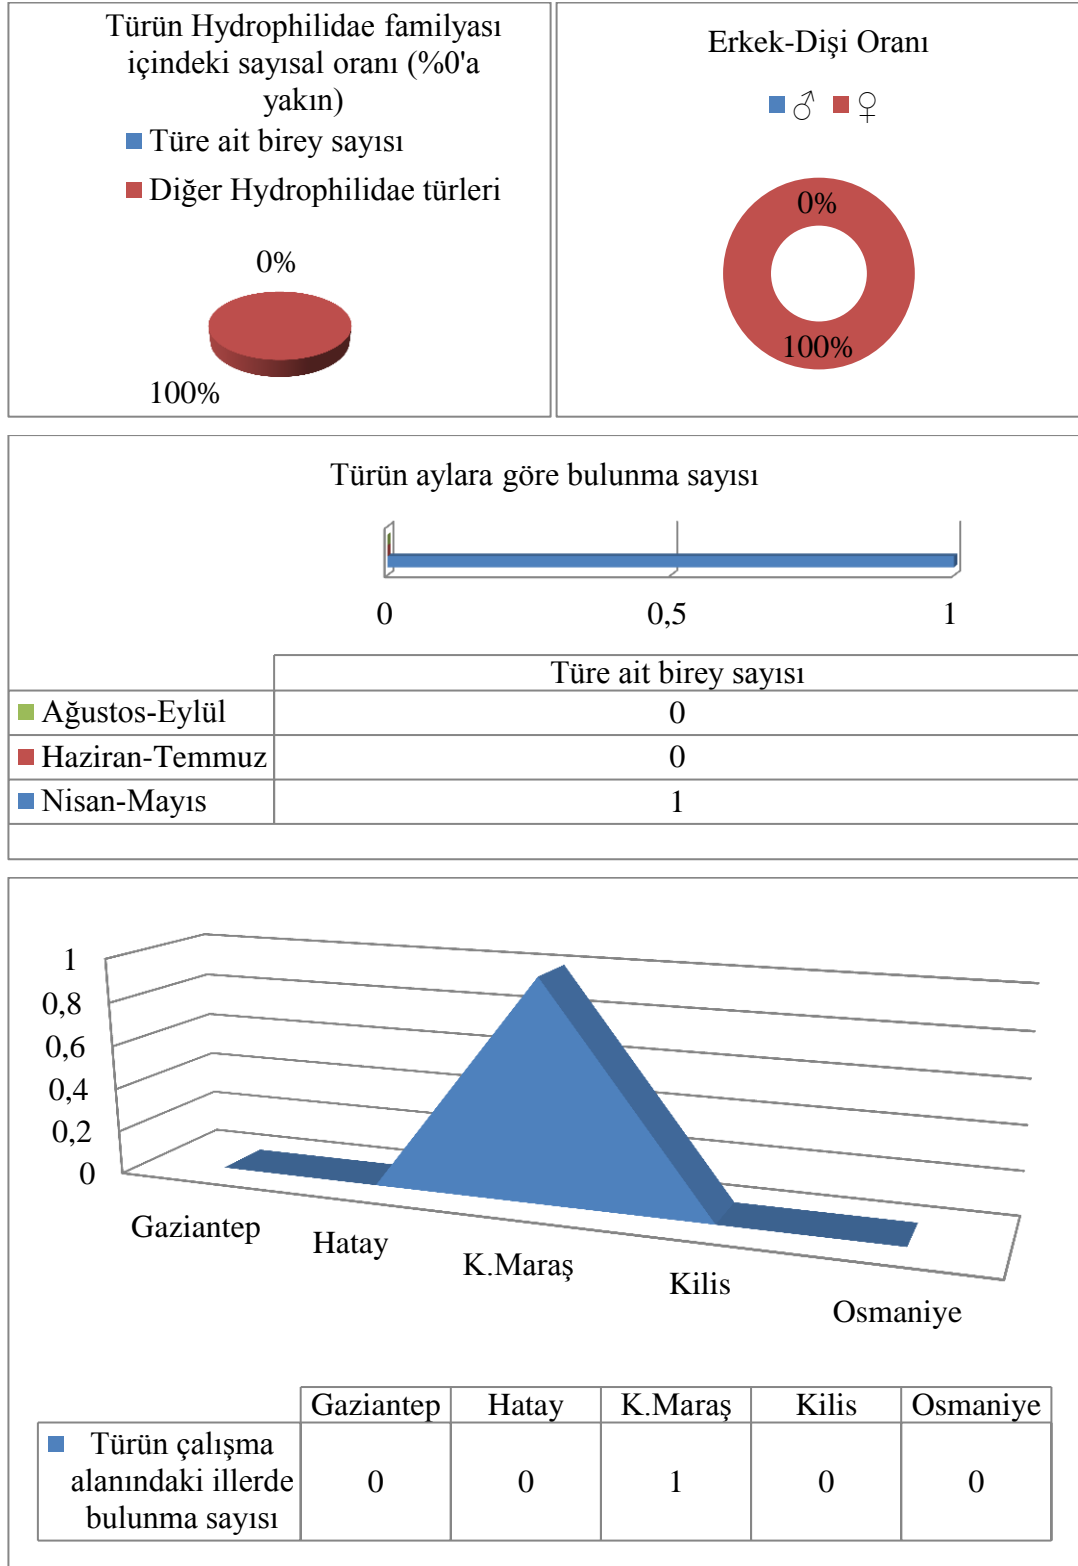 Türün Hydrophilidae familyası
içindeki sayısal oranı (%0'a
yakın)
Türe ait birey sayısı
Diğer Hydrophilidae türleri
0%
100%
Erkek-Dişi Oranı
♂ ♀
0%
100%
Türün aylara göre bulunma sayısı
0 0,5 1
Türe ait birey sayısı
Ağustos-Eylül 0
Haziran-Temmuz 0
Nisan-Mayıs 1
1
0,8
0,6
0,4
0,2
0
Gaziantep
Hatay
K.Maraş
Kilis
Osmaniye
Gaziantep Hatay K.Maraş Kilis Osmaniye
Türün çalışma
alanındaki illerde 0 0 1 0 0
bulunma sayısı